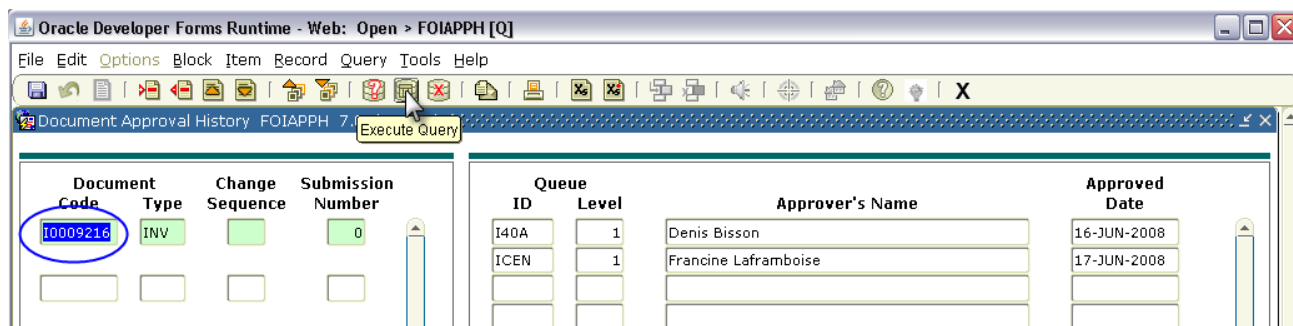 Oracle Developer Forms Runtime - Web: Open > FOIAPPH [Q]
File Edit Options Block Item Record Query Tools Help
X
Document Approval History FOIAPPH 7.
Execute Query
Document Change Submission Queue Approved
Code Type Sequence Number ID Level Approver's Name Date
I0009216 INV 0 I40A 1 Denis Bisson 16-JUN-2008
ICEN 1 Francine Laframboise 17-JUN-2008